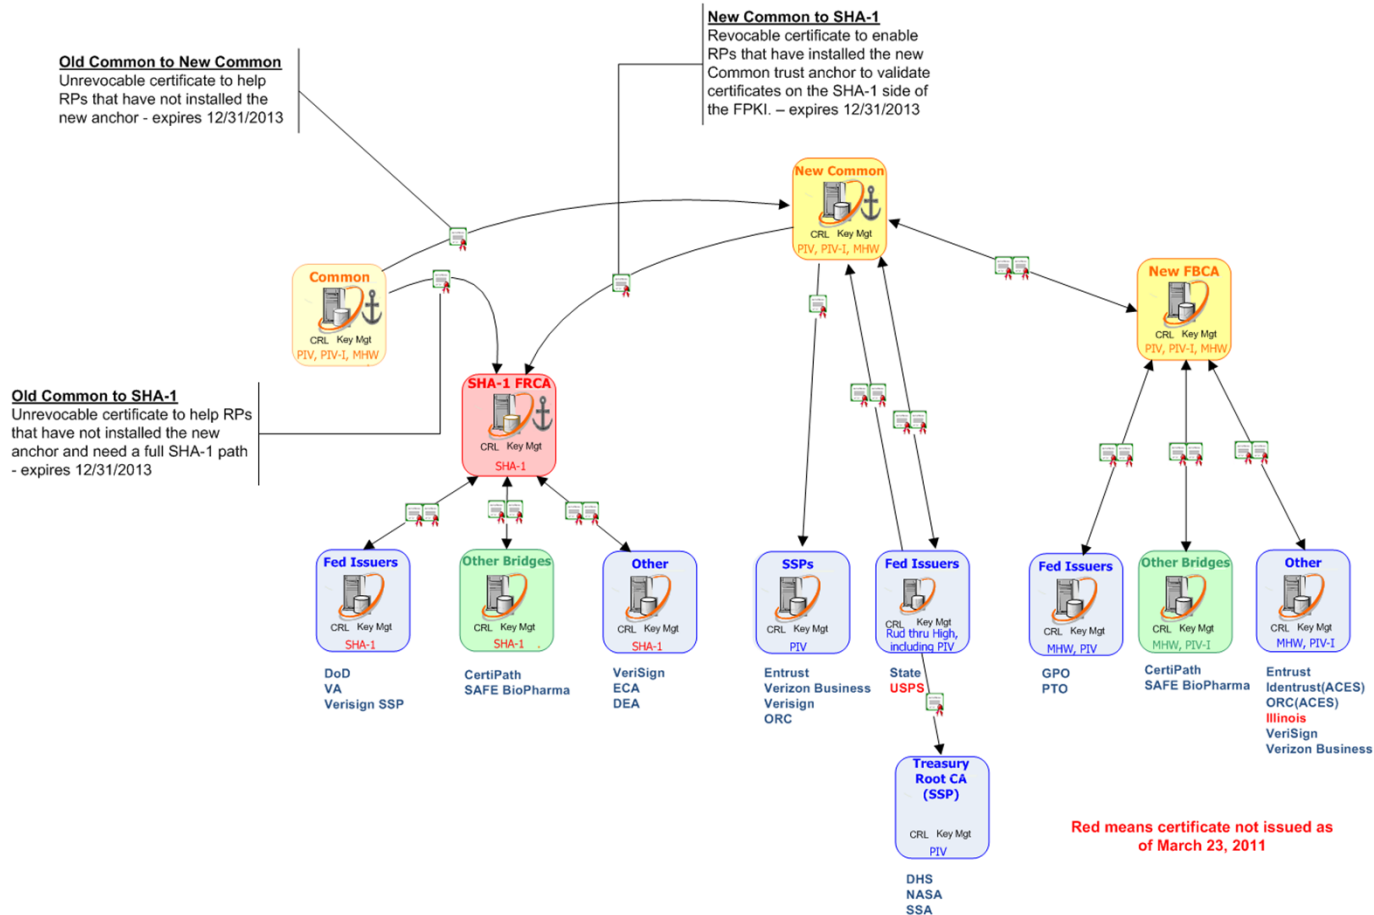 New Common to SHA-1
Revocable certificate to enable
RPs that have installed the new
Common trust anchor to validate
certificates on the SHA-1 side of
the FPKI. – expires 12/31/2013
Old Common to New Common
Unrevocable certificate to help
RPs that have not installed the
new anchor - expires 12/31/2013
New Common
CRL Key Mgt
PIV, PIV-I, MHW
Common
CRL Key Mgt
PIV, PIV-I, MHW
New FBCA
CRL Key Mgt
PIV, PIV-I, MHW
Old Common to SHA-1
Unrevocable certificate to help RPs
that have not installed the new
anchor and need a full SHA-1 path
- expires 12/31/2013
SHA-1 FRCA
CRL Key Mgt
SHA-1
Fed Issuers
CRL Key Mgt
SHA-1
DoD
VA
Verisign SSP
Other Bridges
CRL Key Mgt
SHA-1
CertiPath
SAFE BioPharma
Other
CRL Key Mgt
SHA-1
VeriSign
ECA
DEA
SSPs
CRL Key Mgt
PIV
Entrust
Verizon Business
Verisign
ORC
Fed Issuers
CRL Key Mgt
Rud thru High,
including PIV
State
USPS
Treasury
Root CA
(SSP)
CRL Key Mgt
PIV
DHS
NASA
SSA
Fed Issuers
CRL Key Mgt
MHW, PIV
GPO
PTO
Other Bridges
CRL Key Mgt
MHW, PIV-I
CertiPath
SAFE BioPharma
Other
CRL Key Mgt
MHW, PIV-I
Entrust
Identrust(ACES)
ORC(ACES)
Illinois
VeriSign
Verizon Business
Red means certificate not issued as
of March 23, 2011